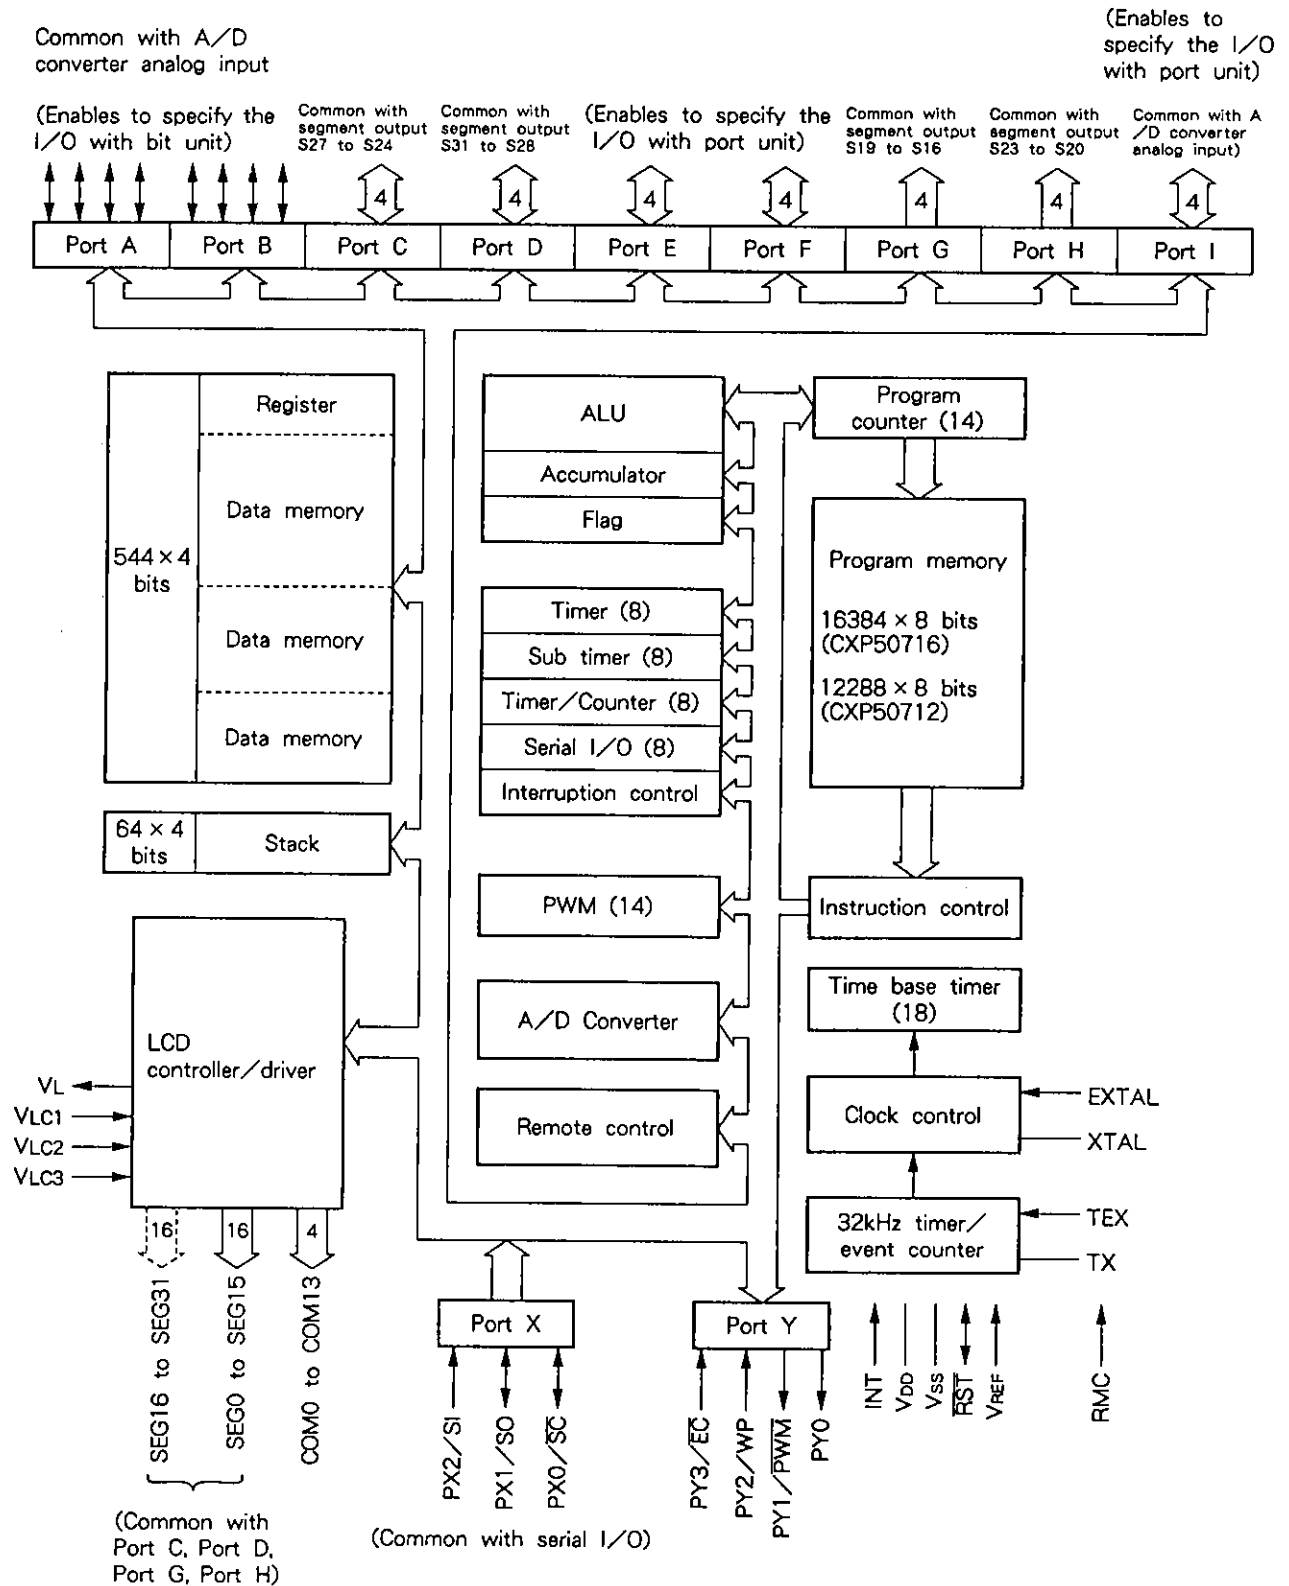 (Enables to
specify the I/O
with port unit)
Common with A/D
converter analog input
(Enables to specify the
I/O with bit unit)
Common with
segment output
S27 to S24
Common with
segment output
S31 to S28
(Enables to specify the
I/O with port unit)
Common with
segment output
S19 to S16
Common with
segment output
S23 to S20
Common with A
/D converter
analog input)
4
4
4
4
4
4
4
Port A
Port B
Port C
Port D
Port E
Port F
Port G
Port H
Port I
544×4
bits
Register
Data memory
Data memory
Data memory
64×4
bits
Stack
ALU
Accumulator
Flag
Timer (8)
Sub timer (8)
Timer/Counter (8)
Serial I/O (8)
Interruption control
PWM (14)
A/D Converter
Remote control
Program
counter (14)
Program memory
16384×8 bits
(CXP50716)
12288×8 bits
(CXP50712)
Instruction control
Time base timer
(18)
Clock control
EXTAL
XTAL
32kHz timer/
event counter
TEX
TX
LCD
controller/driver
VL
VLC1
VLC2
VLC3
16
16
4
SEG16 to SEG31
SEG0 to SEG15
COM0 to COM13
(Common with
Port C, Port D,
Port G, Port H)
Port X
PX2/SI
PX1/SO
PX0/SC
(Common with serial I/O)
Port Y
PY3/EC
PY2/WP
PY1/PWM
PY0
INT
VDD
VSS
RST
VREF
RMC